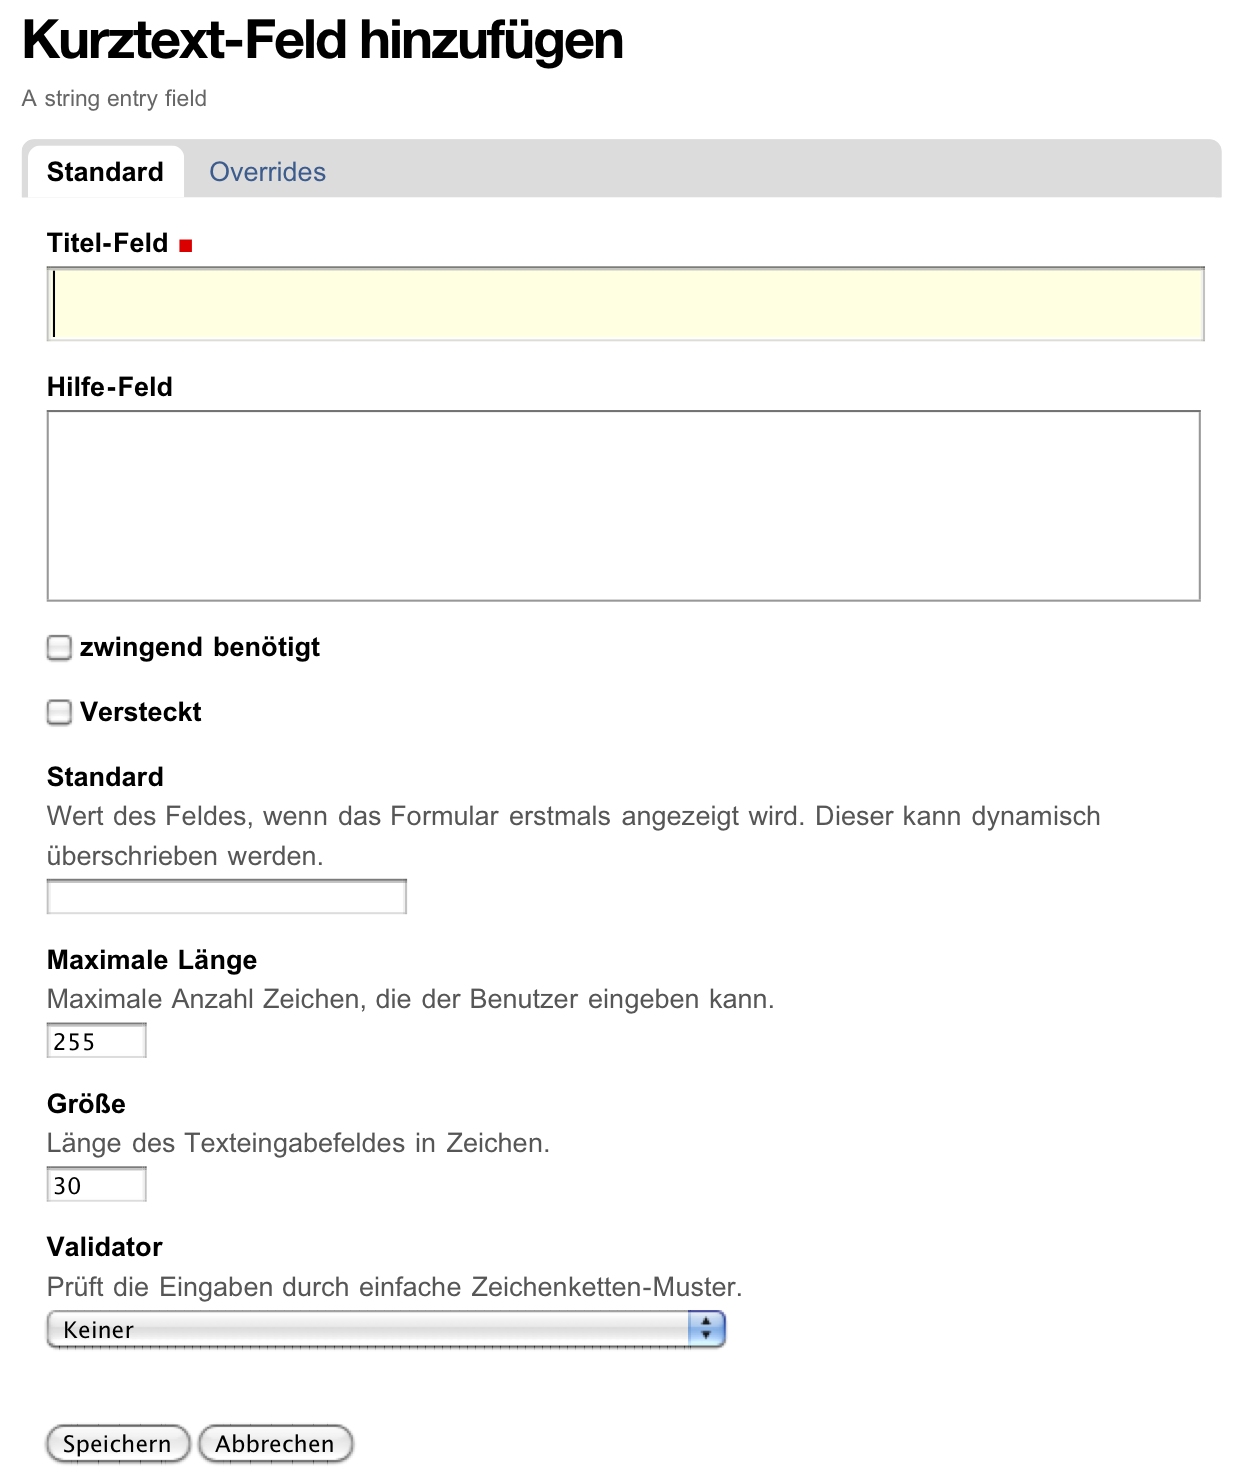 Kurztext-Feld hinzufügen
A string entry field
Standard Overrides
Titel-Feld
Hilfe-Feld
zwingend benötigt
Versteckt
Standard
Wert des Feldes, wenn das Formular erstmals angezeigt wird. Dieser kann dynamisch
überschrieben werden.
Maximale Länge
Maximale Anzahl Zeichen, die der Benutzer eingeben kann.
255
Größe
Länge des Texteingabefeldes in Zeichen.
30
Validator
Prüft die Eingaben durch einfache Zeichenketten-Muster.
Keiner
Speichern Abbrechen